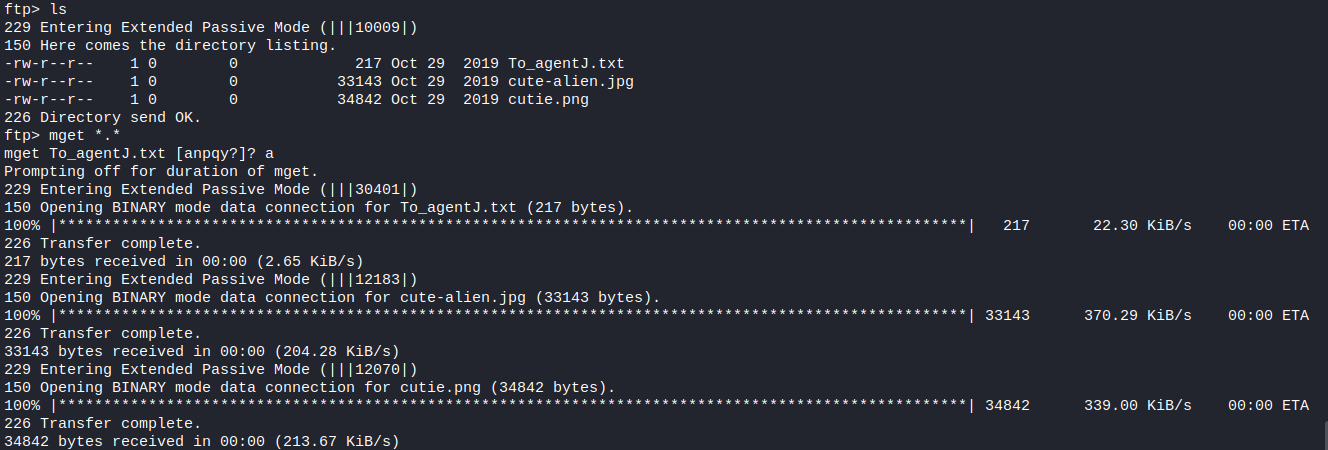 ftp> ls
229 Entering Extended Passive Mode (|||10009|)
150 Here comes the directory listing.
-rw-r--r--    1 0        0             217 Oct 29  2019 To_agentJ.txt
-rw-r--r--    1 0        0           33143 Oct 29  2019 cute-alien.jpg
-rw-r--r--    1 0        0           34842 Oct 29  2019 cutie.png
226 Directory send OK.
ftp> mget *.*
mget To_agentJ.txt [anpqy?]? a
Prompting off for duration of mget.
229 Entering Extended Passive Mode (|||30401|)
150 Opening BINARY mode data connection for To_agentJ.txt (217 bytes).
100% |*****************************************************************************************************|   217       22.30 KiB/s    00:00 ETA
226 Transfer complete.
217 bytes received in 00:00 (2.65 KiB/s)
229 Entering Extended Passive Mode (|||12183|)
150 Opening BINARY mode data connection for cute-alien.jpg (33143 bytes).
100% |*****************************************************************************************************| 33143      370.29 KiB/s    00:00 ETA
226 Transfer complete.
33143 bytes received in 00:00 (204.28 KiB/s)
229 Entering Extended Passive Mode (|||12070|)
150 Opening BINARY mode data connection for cutie.png (34842 bytes).
100% |*****************************************************************************************************| 34842      339.00 KiB/s    00:00 ETA
226 Transfer complete.
34842 bytes received in 00:00 (213.67 KiB/s)